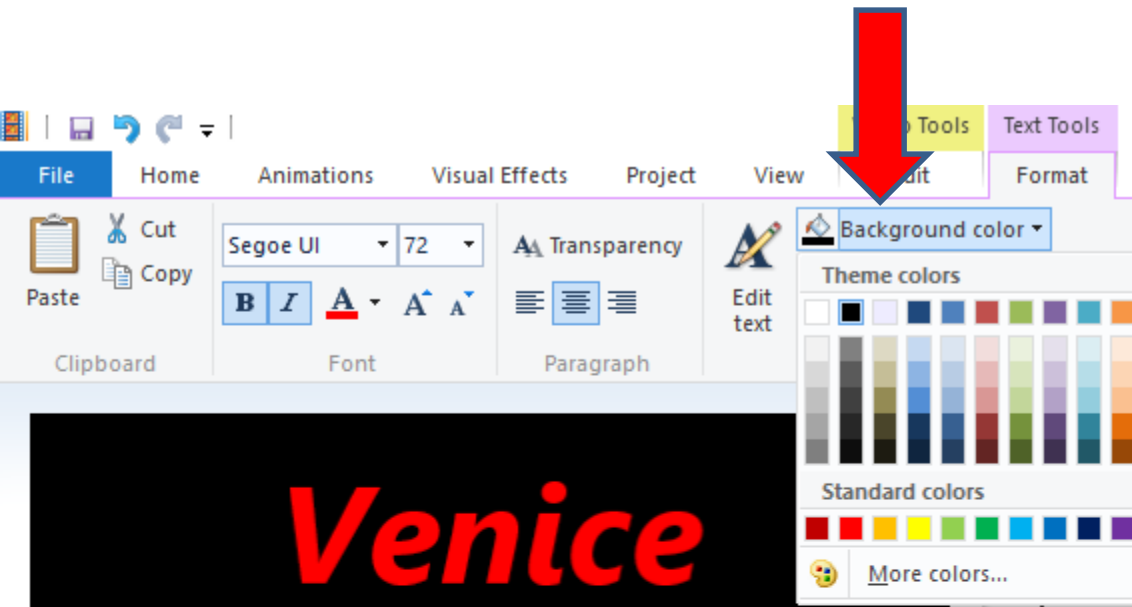 Tools Text Tools
File Home Animations Visual Effects Project View Format
Cut
Copy
Paste
Clipboard
Segoe UI 72
B I A A A
Font
Transparency
Paragraph
Edit
text
Background color
Theme colors
Standard colors
More colors...
Venice